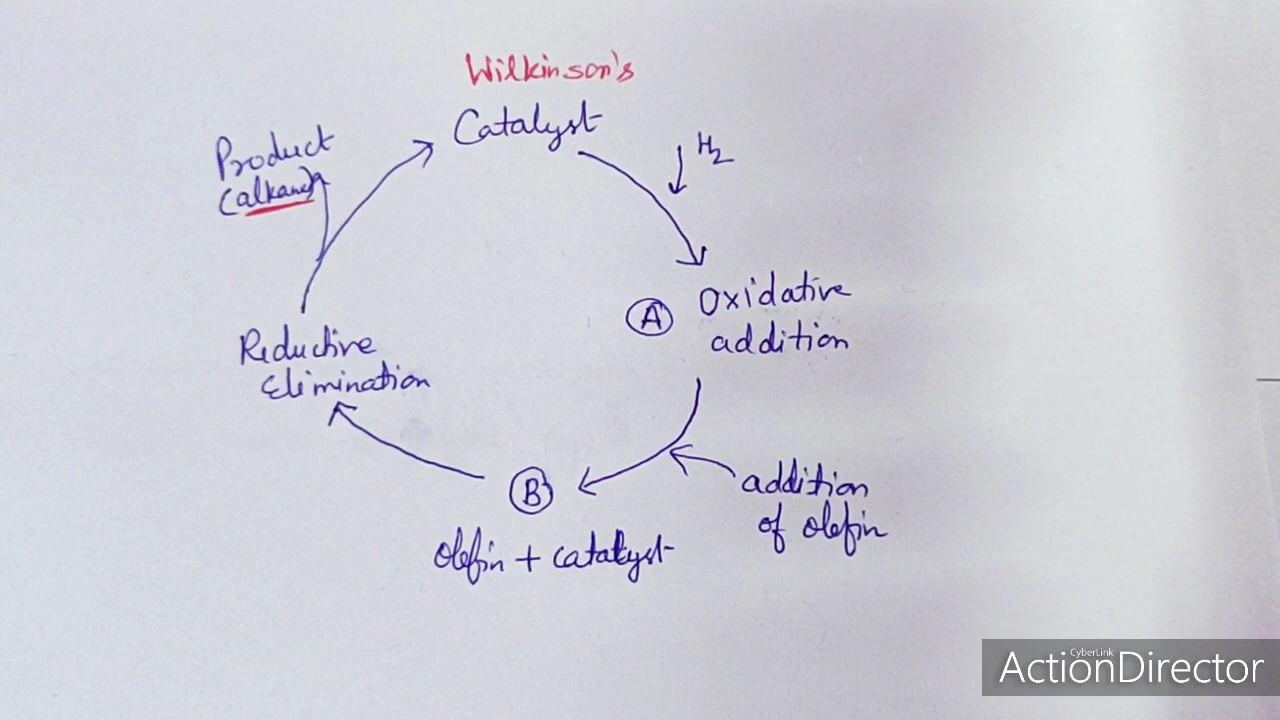 Wilkinson's
Catalyst
H2
Product
(alkane)
A
Oxidative
addition
Reductive
Elimination
B
addition
of olefin
olefin + catalyst
CyberLink
ActionDirector